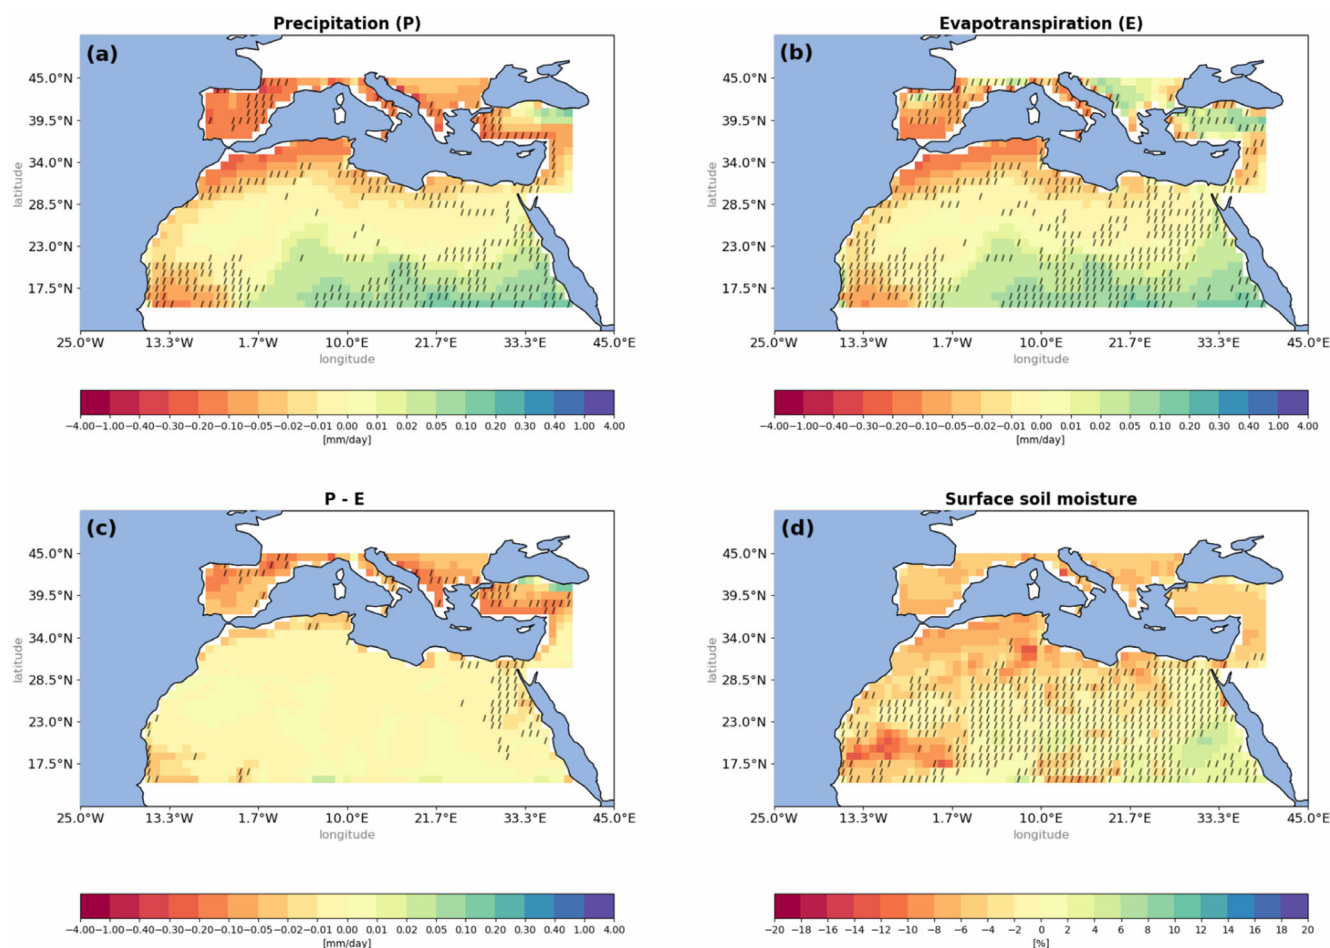 Precipitation (P)
(a)
45.0°N
39.5°N
34.0°N
28.5°N
23.0°N
17.5°N
latitude
25.0°W 13.3°W 1.7°W 10.0°E 21.7°E 33.3°E 45.0°E
longitude
−4.00−1.00−0.40−0.30−0.20−0.10−0.05−0.02−0.01 0.00 0.01 0.02 0.05 0.10 0.20 0.30 0.40 1.00 4.00
[mm/day]
Evapotranspiration (E)
(b)
45.0°N
39.5°N
34.0°N
28.5°N
23.0°N
17.5°N
latitude
25.0°W 13.3°W 1.7°W 10.0°E 21.7°E 33.3°E 45.0°E
longitude
−4.00−1.00−0.40−0.30−0.20−0.10−0.05−0.02−0.01 0.00 0.01 0.02 0.05 0.10 0.20 0.30 0.40 1.00 4.00
[mm/day]
P - E
(c)
45.0°N
39.5°N
34.0°N
28.5°N
23.0°N
17.5°N
latitude
25.0°W 13.3°W 1.7°W 10.0°E 21.7°E 33.3°E 45.0°E
longitude
−4.00−1.00−0.40−0.30−0.20−0.10−0.05−0.02−0.01 0.00 0.01 0.02 0.05 0.10 0.20 0.30 0.40 1.00 4.00
[mm/day]
Surface soil moisture
(d)
45.0°N
39.5°N
34.0°N
28.5°N
23.0°N
17.5°N
latitude
25.0°W 13.3°W 1.7°W 10.0°E 21.7°E 33.3°E 45.0°E
longitude
−20 −18 −16 −14 −12 −10 −8 −6 −4 −2 0 2 4 6 8 10 12 14 16 18 20
[%]